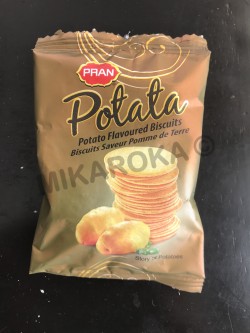 PRAN
Potata
Potato Flavoured Biscuits
Biscuits Saveur Pomme de Terre
MIKAROKA ©